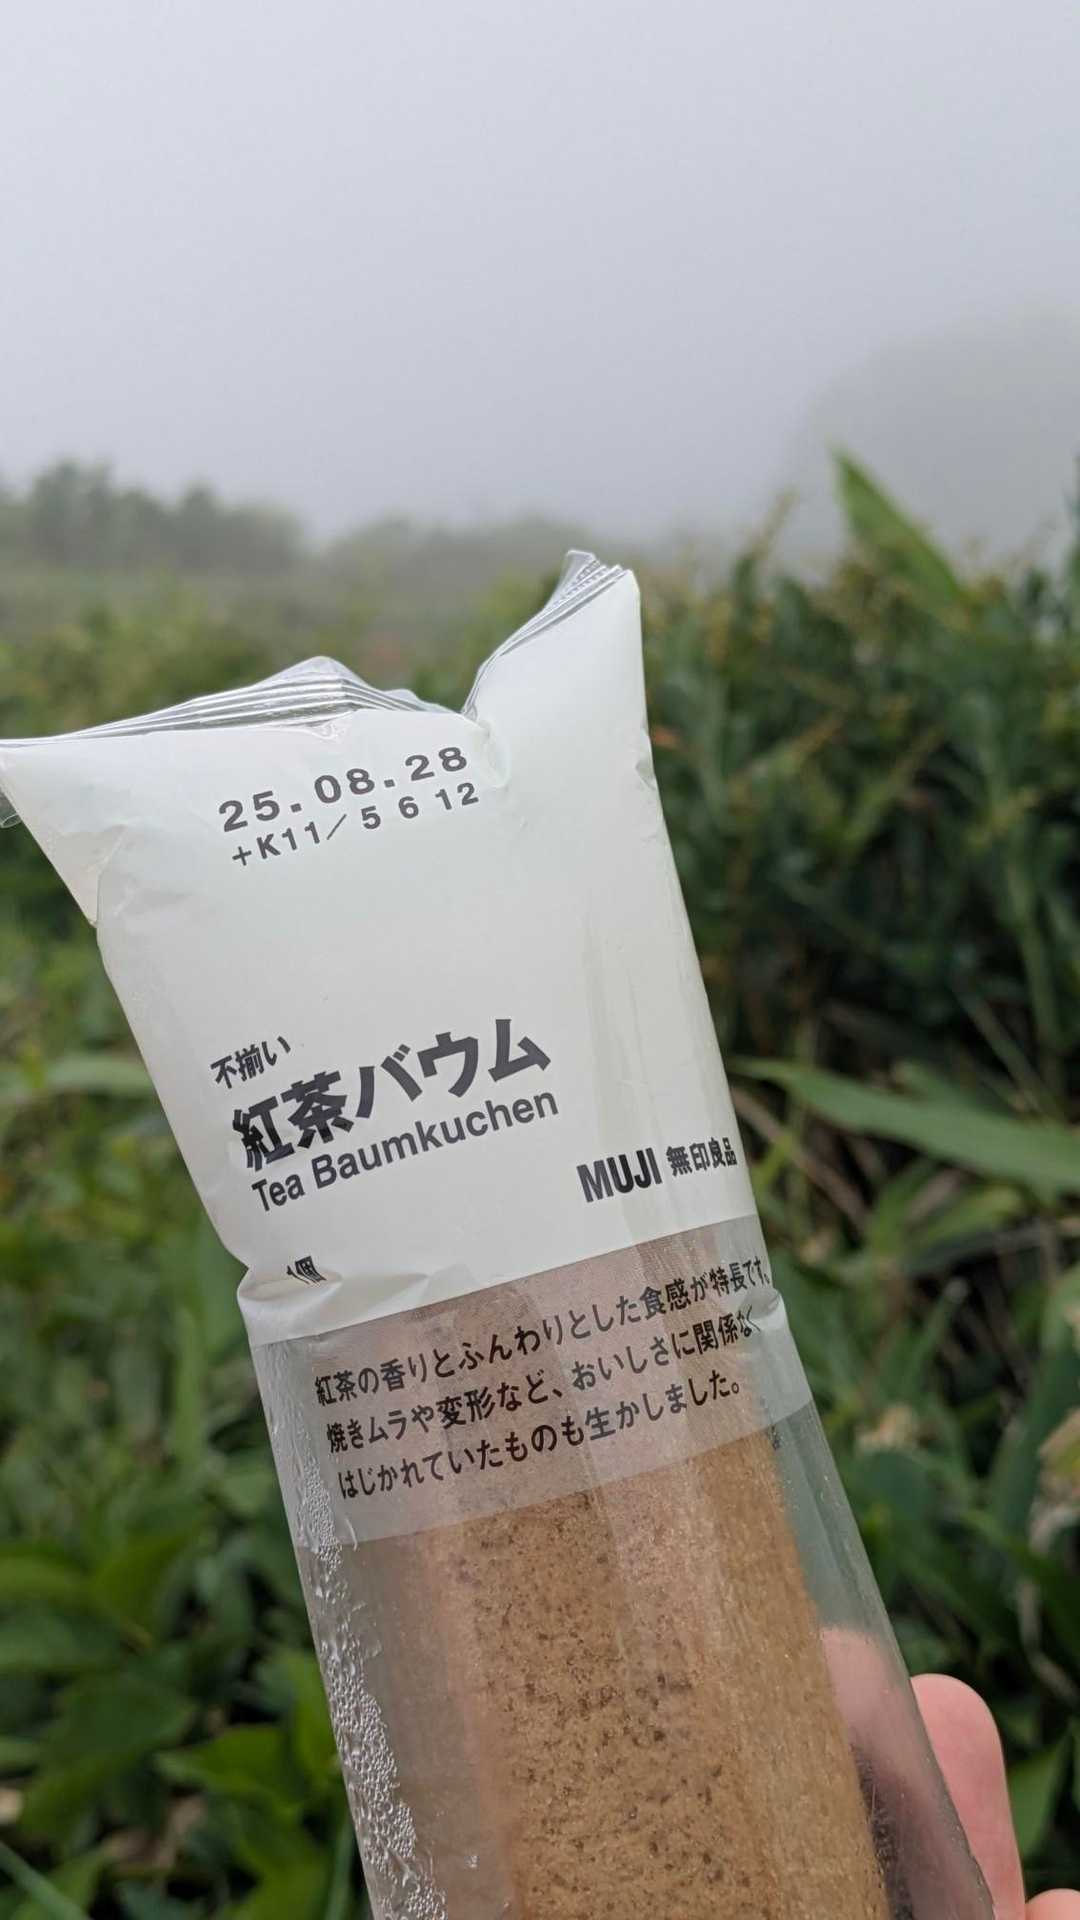 25.08.28
+K11/ 5 6 12
不揃い
紅茶バウム
Tea Baumkuchen
MUJI 無印良品
1個
紅茶の香りとふんわりとした食感が特長です。
焼きムラや変形など、おいしさに関係なく
はじかれていたものも生かしました。